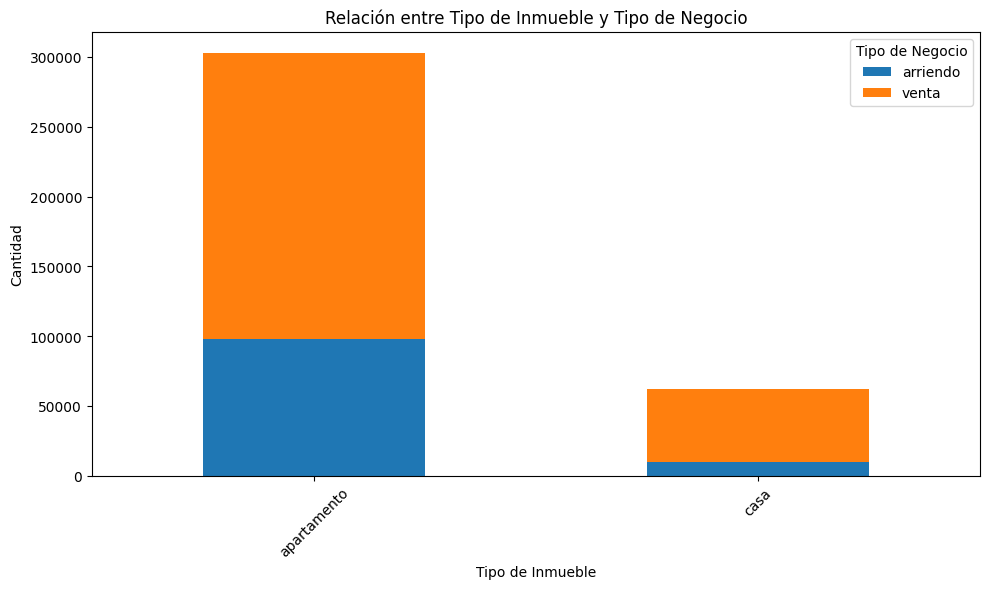 Relación entre Tipo de Inmueble y Tipo de Negocio
Tipo de Negocio
arriendo
venta
Cantidad
300000
250000
200000
150000
100000
50000
0
apartamento
casa
Tipo de Inmueble